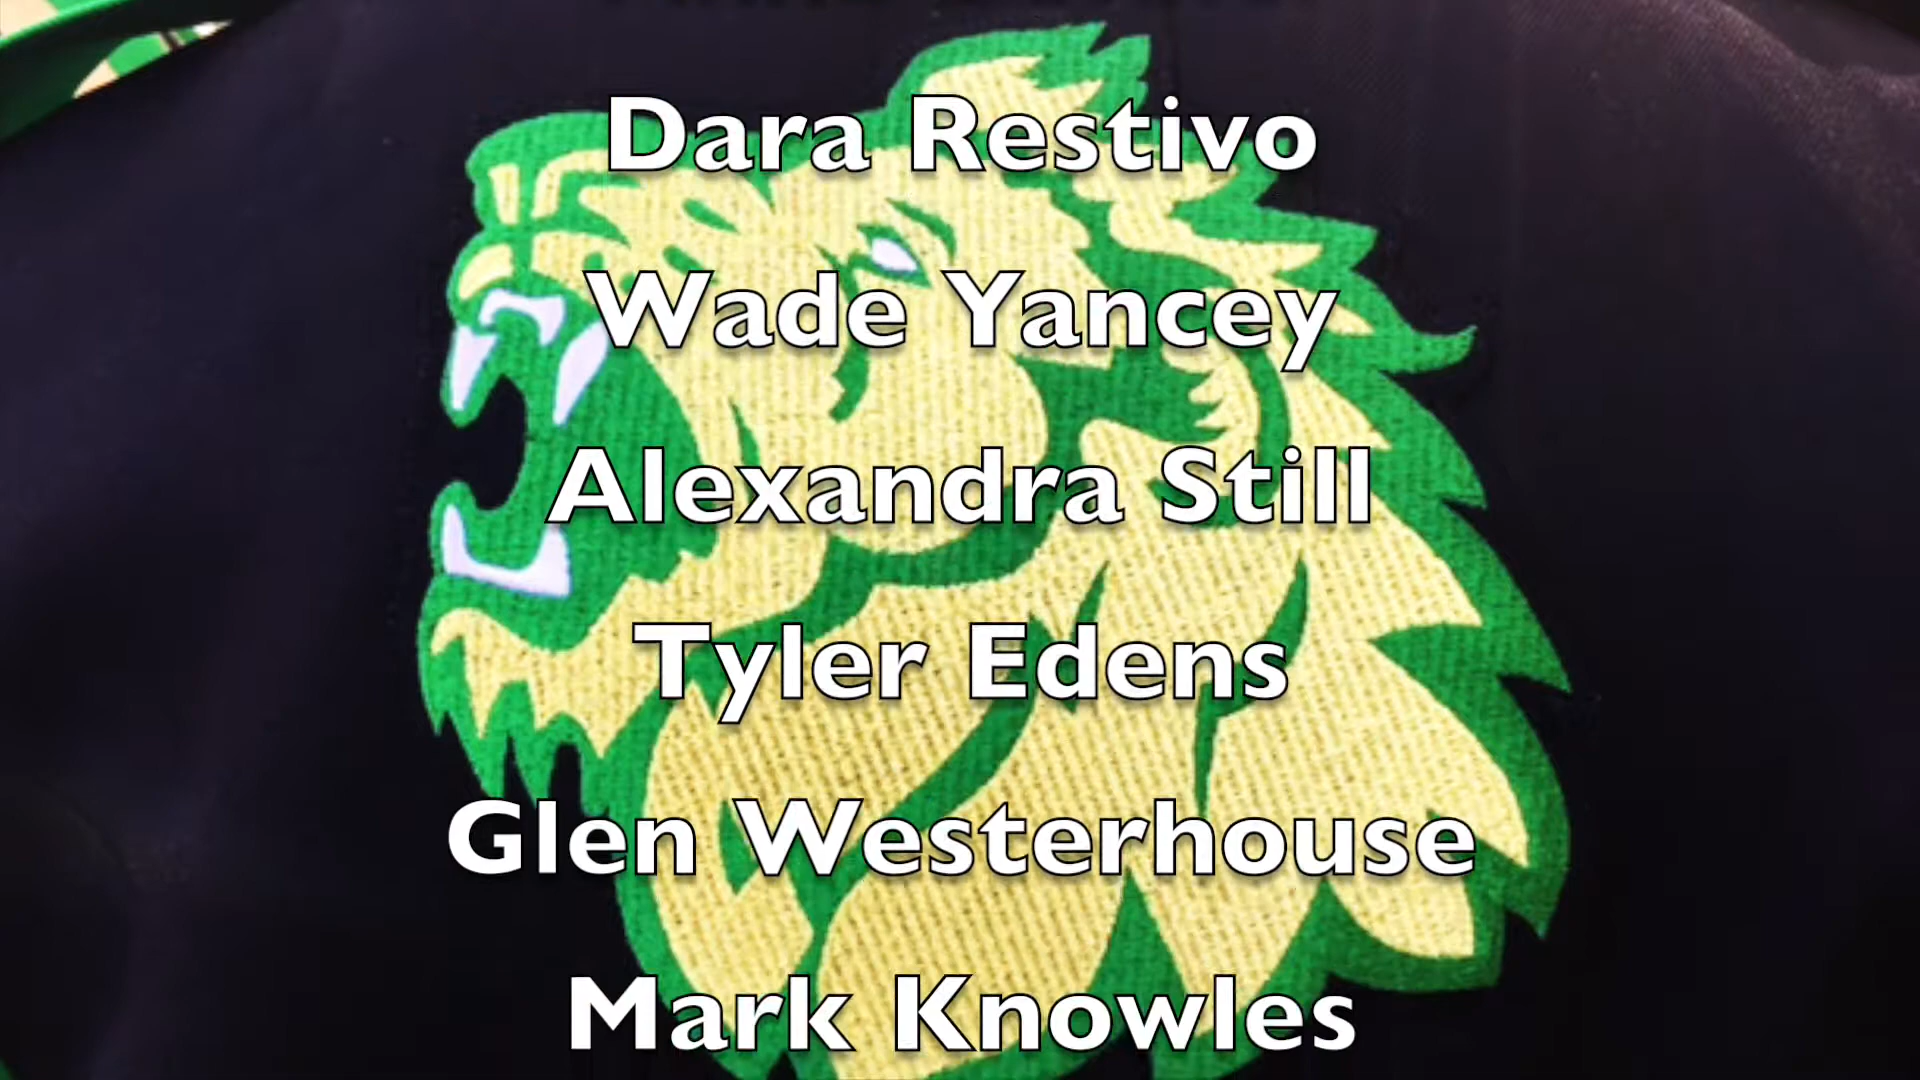 Dara Restivo
Wade Yancey
Alexandra Still
Tyler Edens
Glen Westerhouse
Mark Knowles